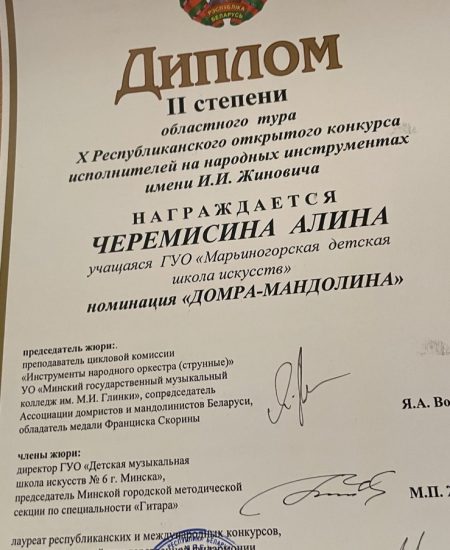 РЭСПУБЛІКА
БЕЛАРУСЬ
ДИПЛОМ
II степени
областного тура
X Республиканского открытого конкурса
исполнителей на народных инструментах
имени И.И. Жиновича
НАГРАЖДАЕТСЯ
ЧЕРЕМИСИНА АЛИНА
учащаяся ГУО «Марьиногорская детская
школа искусств»
номинация «ДОМРА-МАНДОЛИНА»
председатель жюри:.
преподаватель цикловой комиссии
«Инструменты народного оркестра (струнные)»
УО «Минский государственный музыкальный
колледж им. М.И. Глинки», сопредседатель
Ассоциации домристов и мандолинистов Беларуси,
обладатель медали Франциска Скорины
Я.А. Во
члены жюри:
директор ГУО «Детская музыкальная
школа искусств № 6 г. Минска»,
председатель Минской городской методической
секции по специальности «Гитара»
М.П.
лауреат республиканских и международных конкурсов,